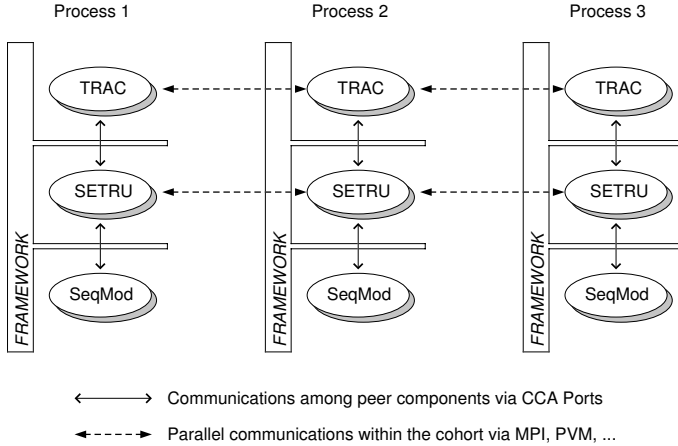 Process 1
Process 2
Process 3
FRAMEWORK
TRAC
SETRU
SeqMod
FRAMEWORK
TRAC
SETRU
SeqMod
FRAMEWORK
TRAC
SETRU
SeqMod
Communications among peer components via CCA Ports
Parallel communications within the cohort via MPI, PVM, ...